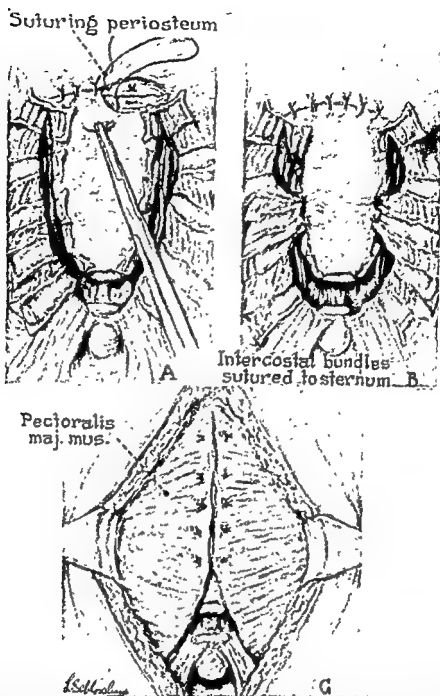 Suturing periosteum
A
Intercostal bundles
sutured to sternum B
Pectoralis
maj. mus.
C